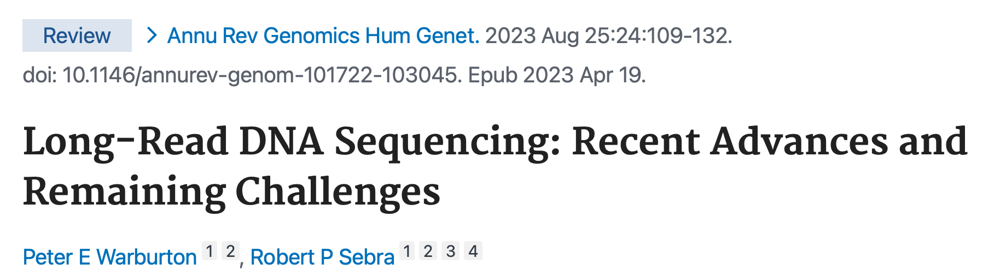 Review > Annu Rev Genomics Hum Genet. 2023 Aug 25:24:109-132.
doi: 10.1146/annurev-genom-101722-103045. Epub 2023 Apr 19.
Long-Read DNA Sequencing: Recent Advances and
Remaining Challenges
Peter E Warburton 1 2, Robert P Sebra 1 2 3 4